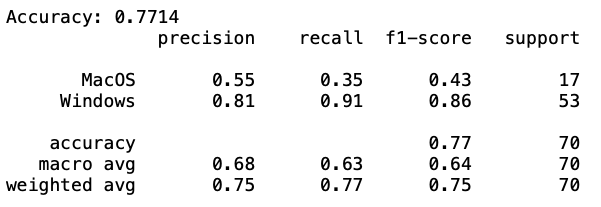 Accuracy: 0.7714
precision recall f1-score support
MacOS 0.55 0.35 0.43 17
Windows 0.81 0.91 0.86 53
accuracy 0.77 70
macro avg 0.68 0.63 0.64 70
weighted avg 0.75 0.77 0.75 70